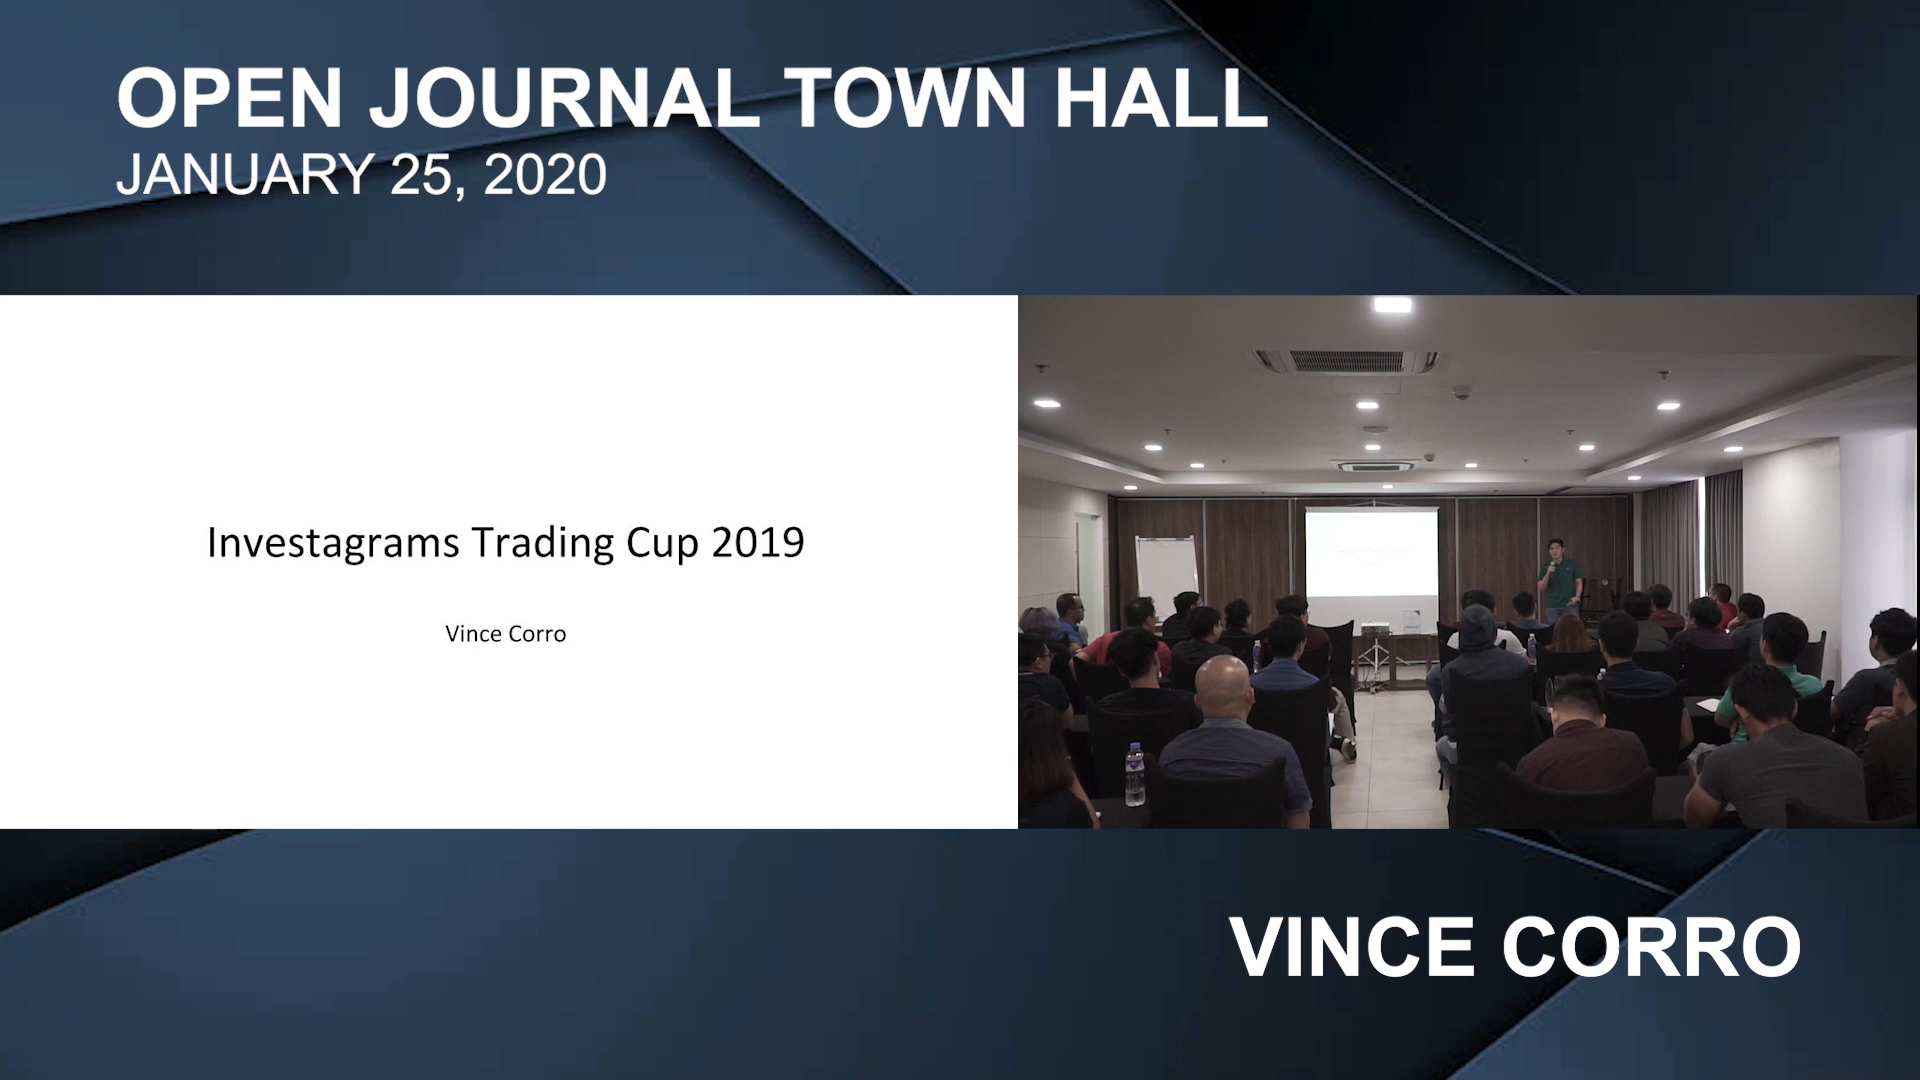 OPEN JOURNAL TOWN HALL
JANUARY 25, 2020
Investagrams Trading Cup 2019
Vince Corro
VINCE CORRO